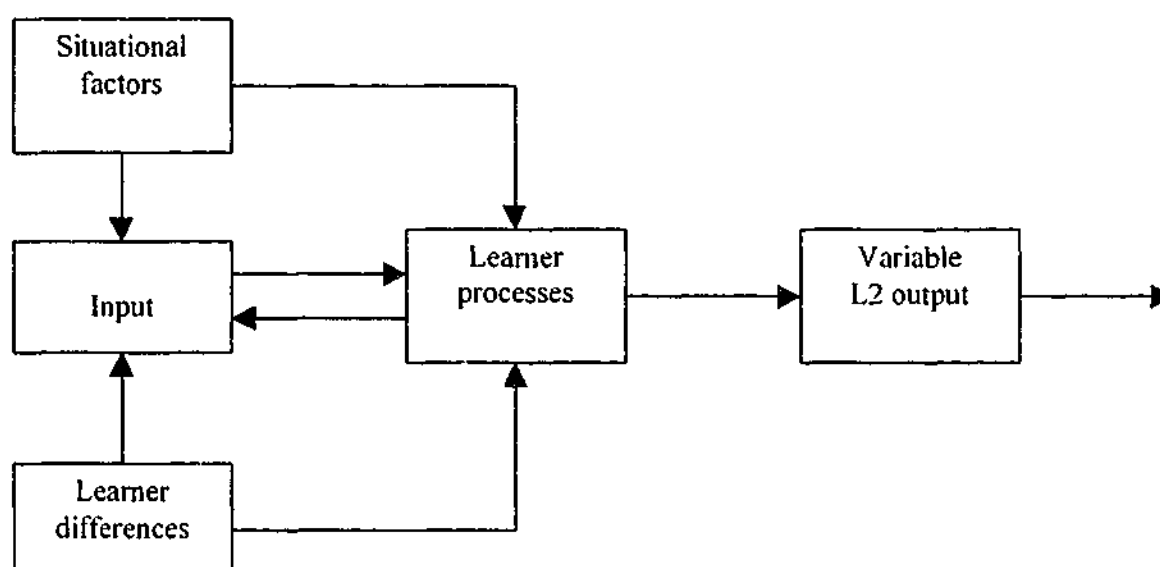 Situational
factors
Input
Learner
processes
Variable
L2 output
Learner
differences